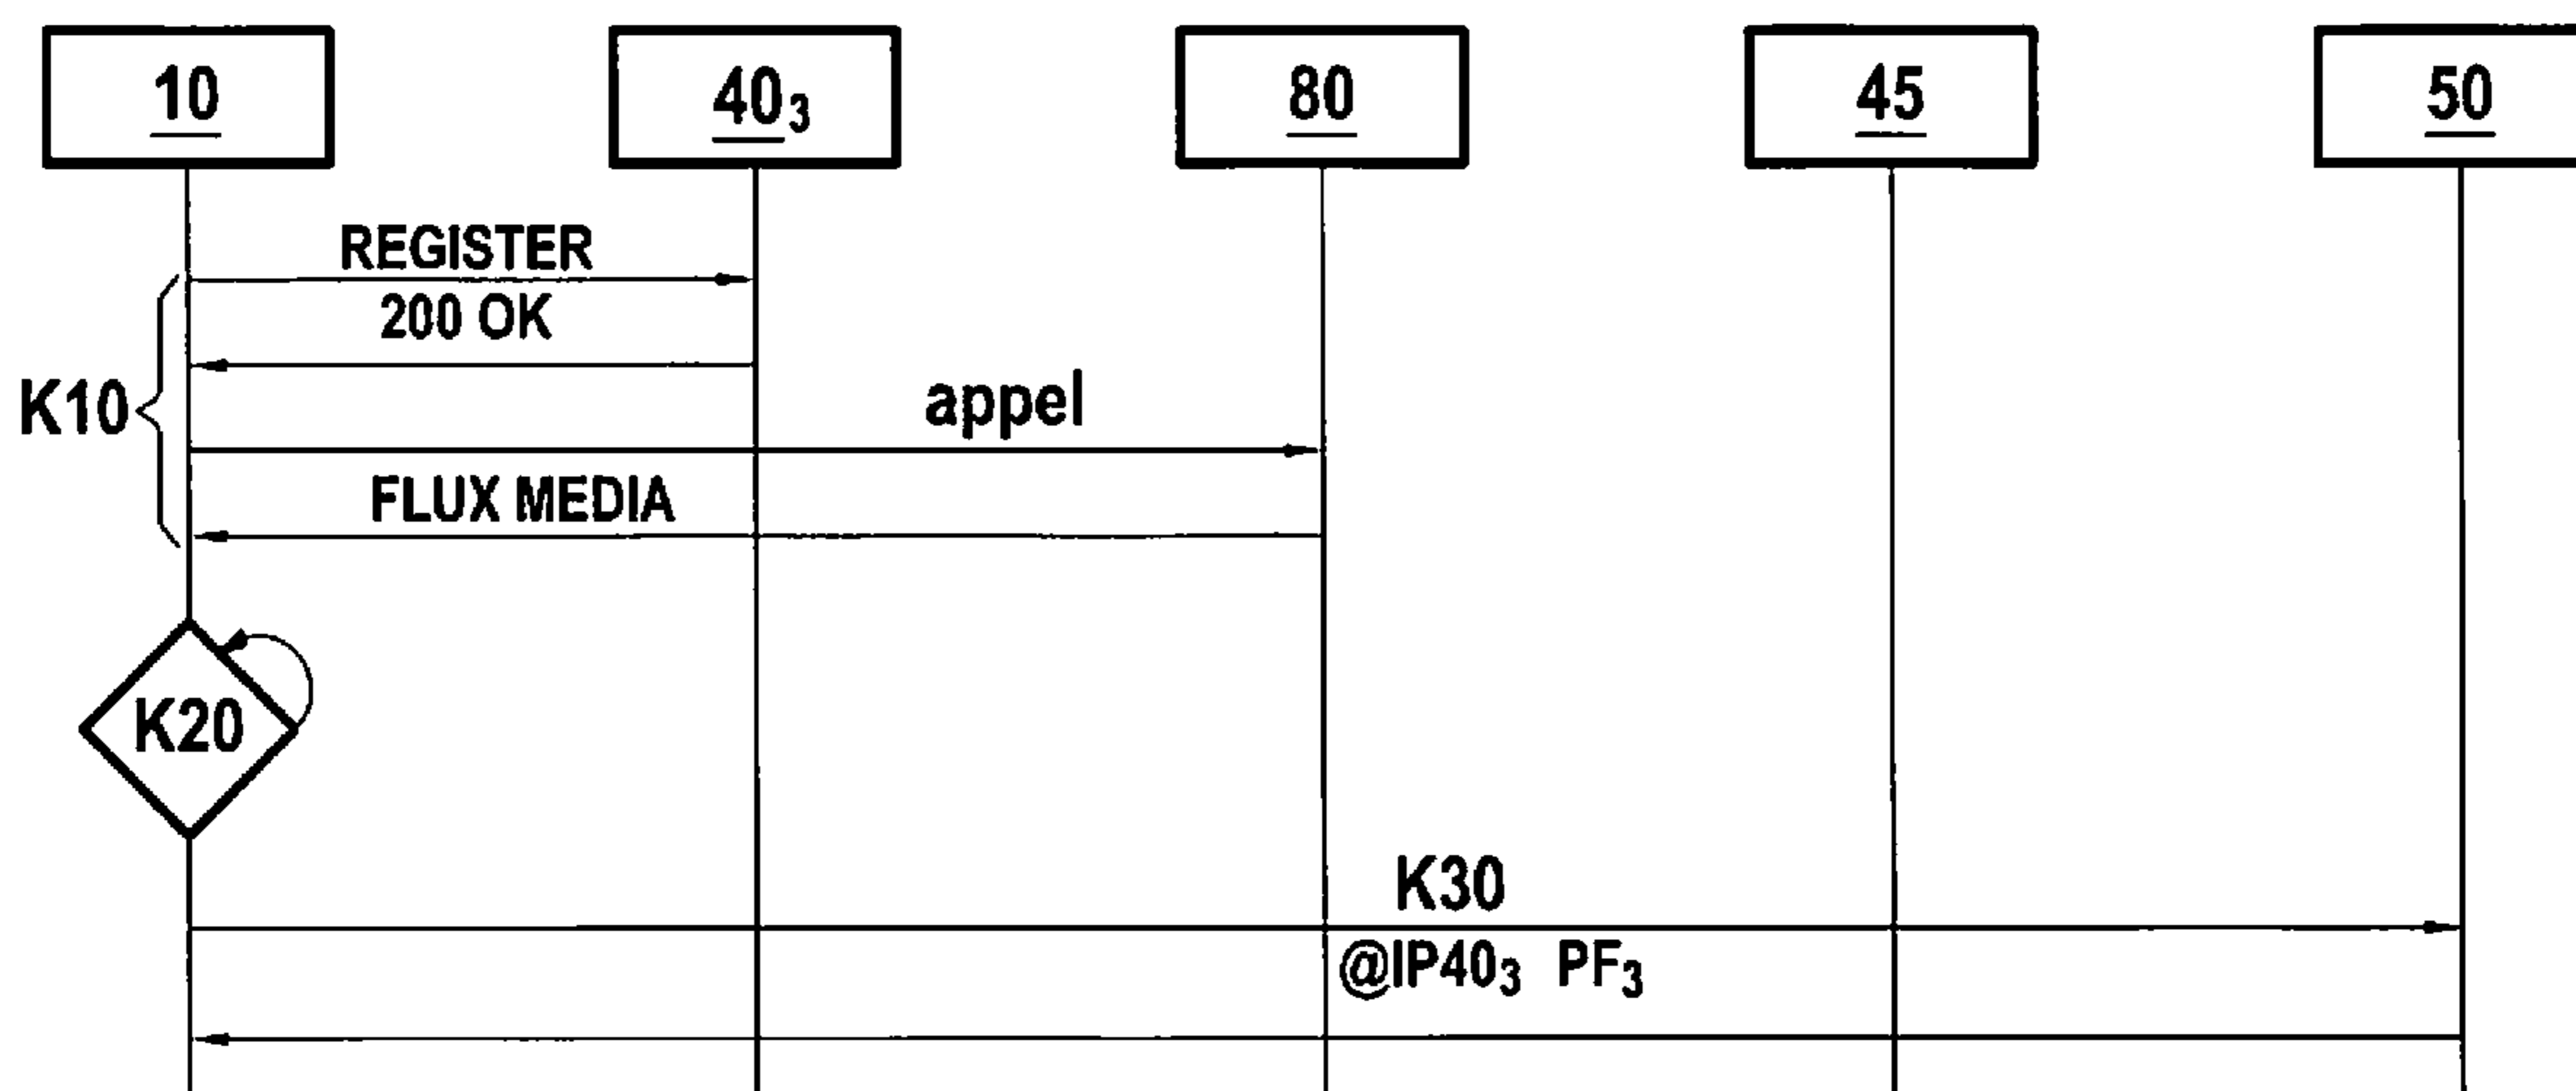 10 40₃ 80 45 50
REGISTER
200 OK
K10
appel
FLUX MEDIA
K20
K30
@IP40₃ PF₃